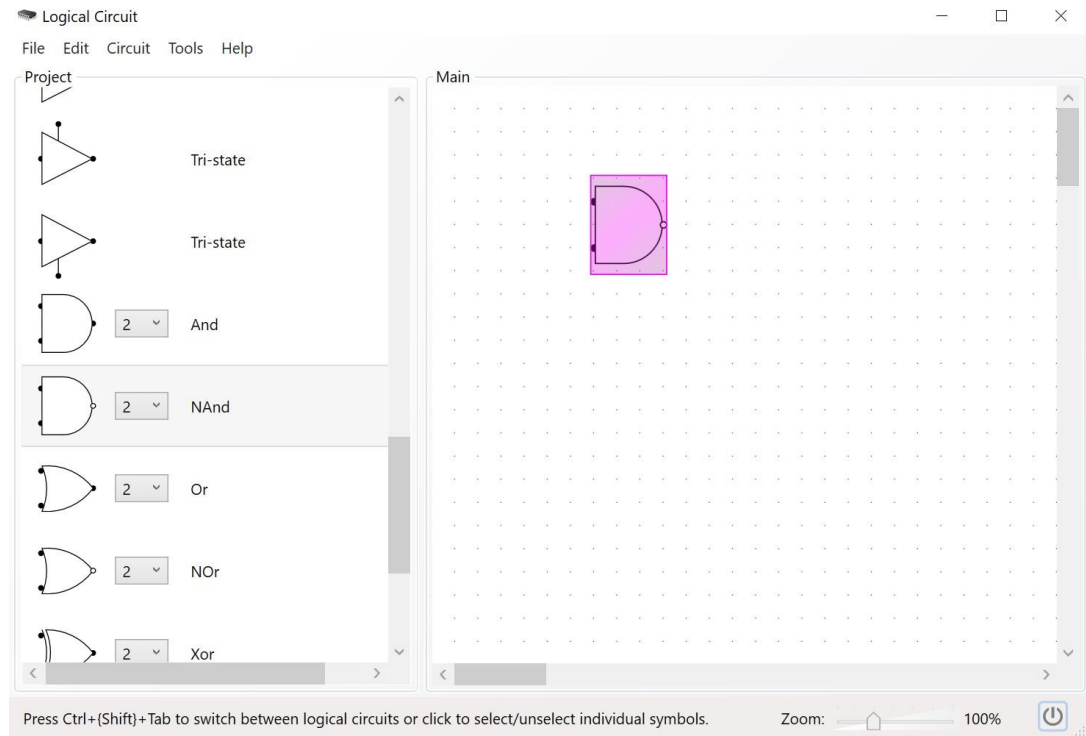 Logical Circuit
File Edit Circuit Tools Help
Project
Main
Tri-state
Tri-state
2 And
2 NAnd
2 Or
2 NOr
2 Xor
Press Ctrl+{Shift}+Tab to switch between logical circuits or click to select/unselect individual symbols. Zoom: 100%